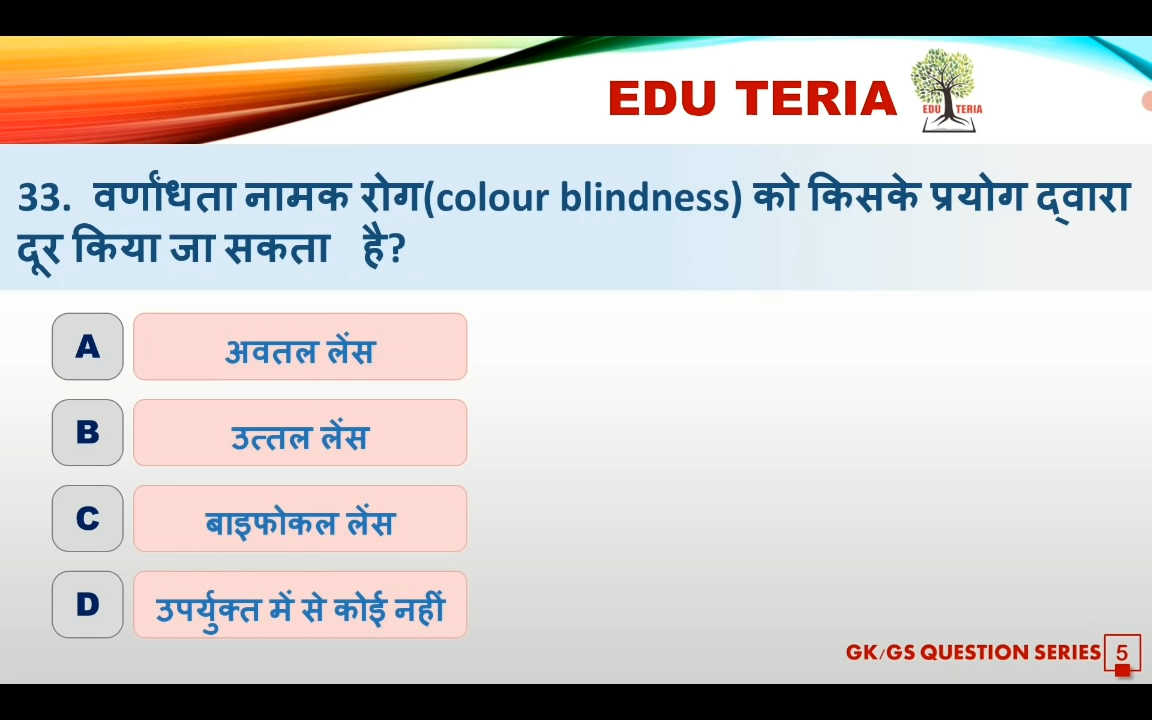 EDU TERIA
EDU TERIA
33. वर्णांधता नामक रोग(colour blindness) को किसके प्रयोग द्वारा
दूर किया जा सकता है?
A
अवतल लेंस
B
उत्तल लेंस
C
बाइफोकल लेंस
D
उपर्युक्त में से कोई नहीं
GK/GS QUESTION SERIES 5